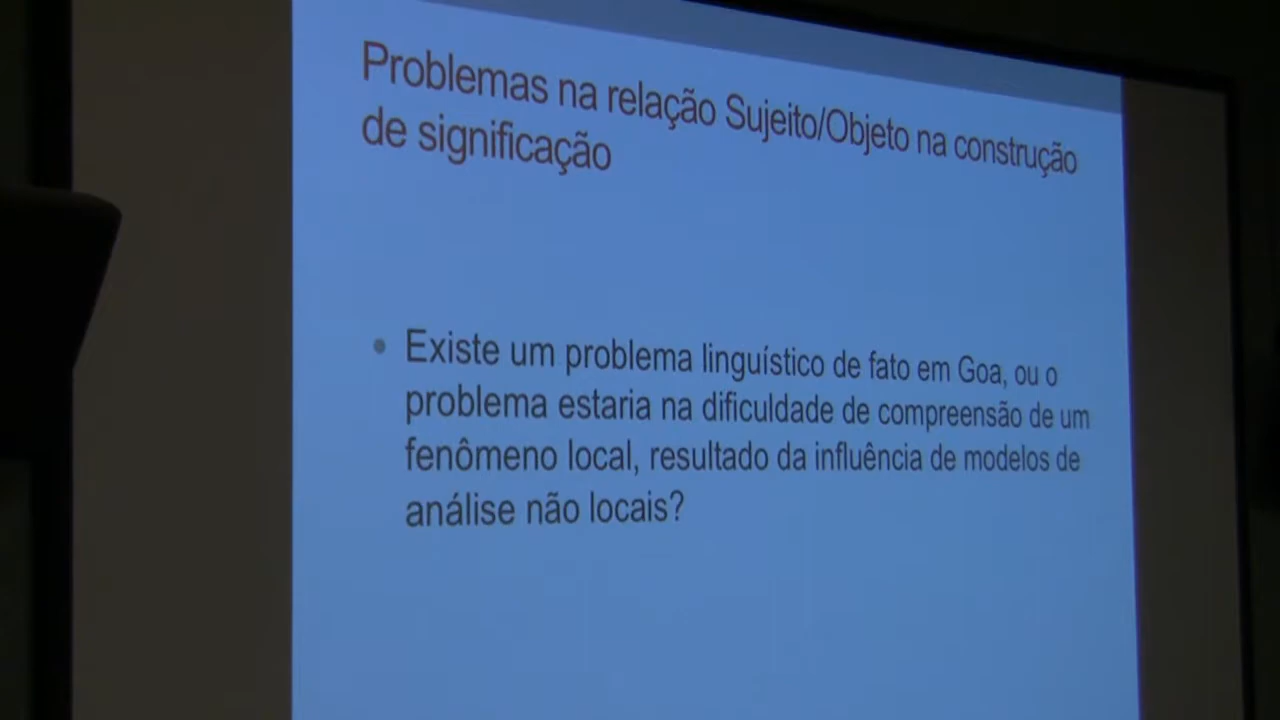 Problemas na relação Sujeito/Objeto na construção
de significação
• Existe um problema linguístico de fato em Goa, ou o
problema estaria na dificuldade de compreensão de um
fenômeno local, resultado da influência de modelos de
análise não locais?